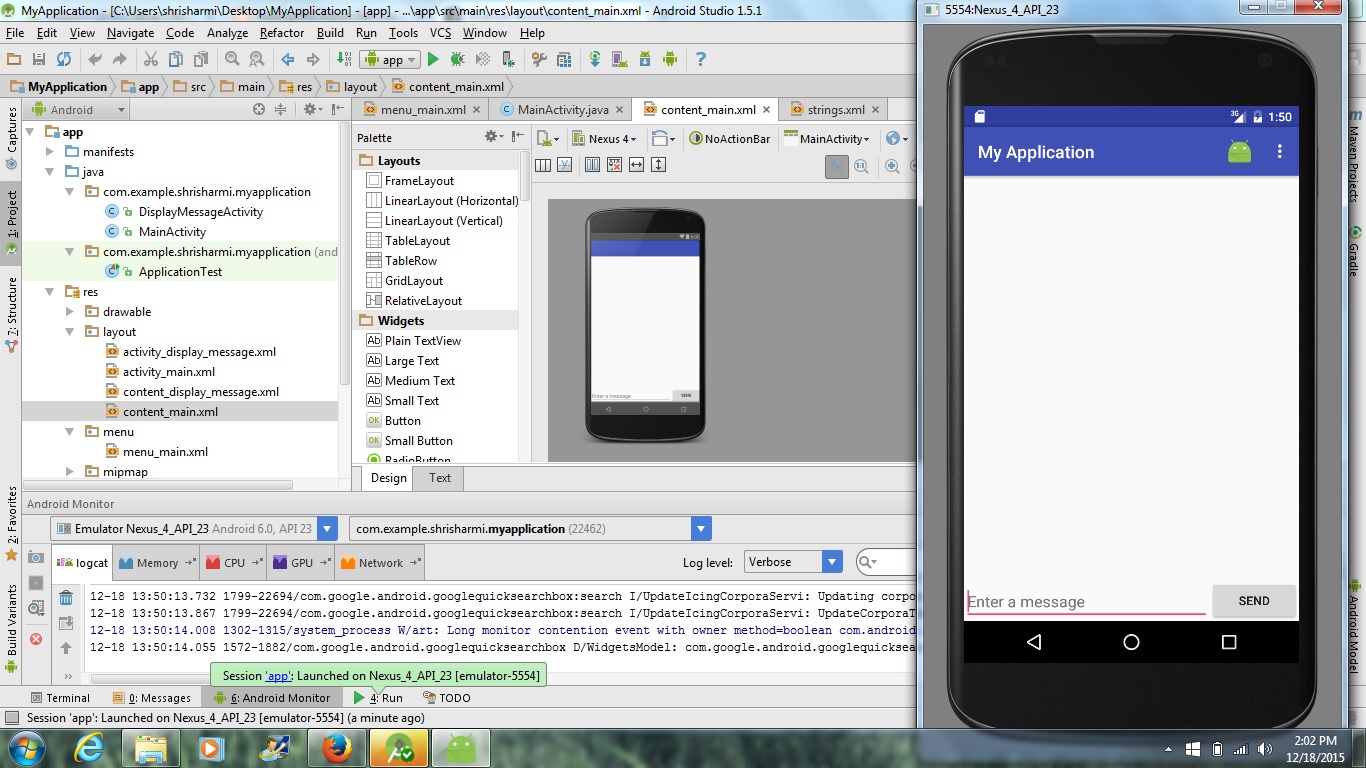 MyApplication - [C:\Users\shrisharmi\Desktop\MyApplication] - [app] - ...\app\src\main\res\layout\content_main.xml - Android Studio 1.5.1
File Edit View Navigate Code Analyze Refactor Build Run Tools VCS Window Help
app
MyApplication app src main res layout content_main.xml
Android
menu_main.xml MainActivity.java content_main.xml strings.xml
Captures
1: Project
7: Structure
2: Favorites
Build Variants
app
manifests
java
com.example.shrisharmi.myapplication
DisplayMessageActivity
MainActivity
com.example.shrisharmi.myapplication (and
ApplicationTest
res
drawable
layout
activity_display_message.xml
activity_main.xml
content_display_message.xml
content_main.xml
menu
menu_main.xml
mipmap
Palette
Layouts
FrameLayout
LinearLayout (Horizontal)
LinearLayout (Vertical)
TableLayout
TableRow
GridLayout
RelativeLayout
Widgets
Ab Plain TextView
Ab Large Text
Ab Medium Text
Ab Small Text
OK Button
OK Small Button
RadioButton
Nexus 4 NoActionBar MainActivity
1:1
Enter a message SEND
Design Text
Android Monitor
Emulator Nexus_4_API_23 Android 6.0, API 23 com.example.shrisharmi.myapplication (22462)
logcat Memory CPU GPU Network Log level: Verbose
12-18 13:50:13.732 1799-22694/com.google.android.googlequicksearchbox:search I/UpdateIcingCorporaServi: Updating corpo
12-18 13:50:13.867 1799-22694/com.google.android.googlequicksearchbox:search I/UpdateCorporaT
12-18 13:50:14.008 1302-1315/system_process W/art: Long monitor contention event with owner method=boolean com.android
12-18 13:50:14.055 1572-1882/com.google.android.googlequicksearchbox D/WidgetsModel: com.google.android.googlequicksea
Session 'app': Launched on Nexus_4_API_23 [emulator-5554]
Terminal 0: Messages 6: Android Monitor 4: Run TODO
Session 'app': Launched on Nexus_4_API_23 [emulator-5554] (a minute ago)
5554:Nexus_4_API_23
3G 1:50
My Application
Enter a message SEND
Maven Projects
Gradle
Android Model
2:02 PM
12/18/2015